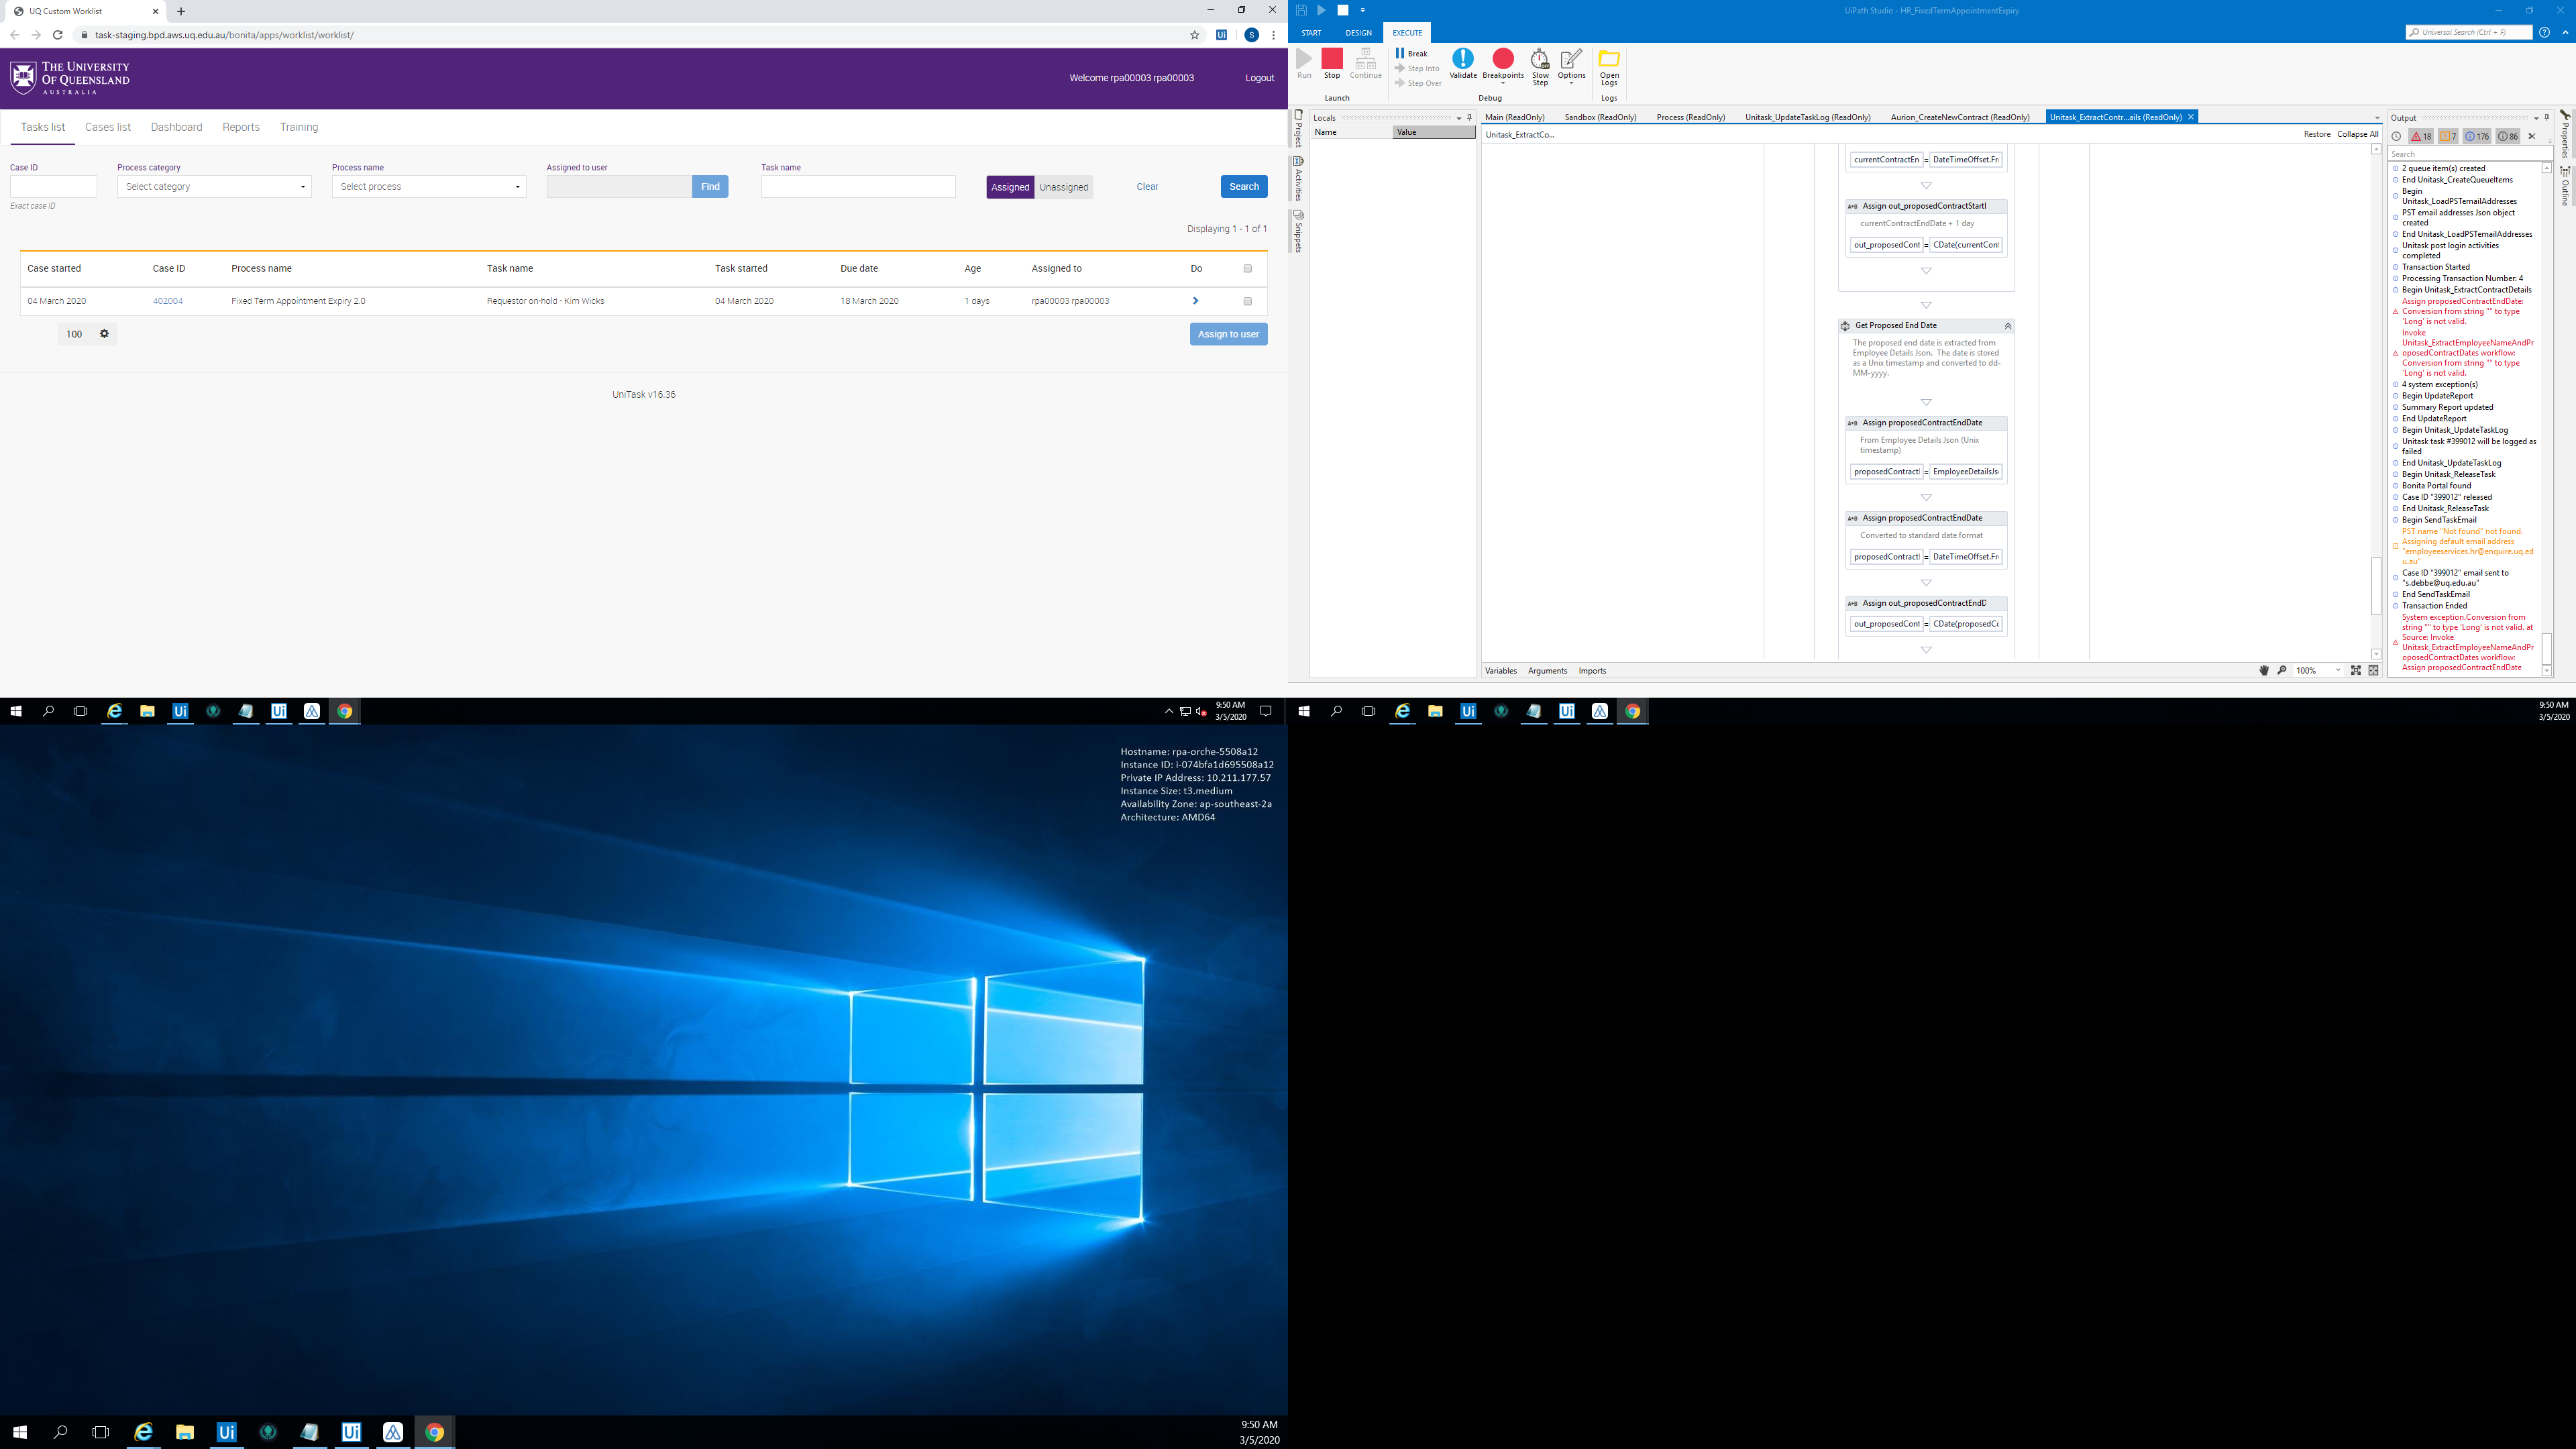 UQ Custom Worklist
task-staging.bpd.aws.uq.edu.au/bonita/apps/worklist/worklist/
Ui
S
THE UNIVERSITY
OF QUEENSLAND
AUSTRALIA
Welcome rpa00003 rpa00003
Logout
Tasks list
Cases list
Dashboard
Reports
Training
Case ID
Process category
Process name
Assigned to user
Task name
Select category
Select process
Find
Assigned
Unassigned
Clear
Search
Exact case ID
Displaying 1 - 1 of 1
Case started Case ID Process name Task name Task started Due date Age Assigned to Do
04 March 2020 402004 Fixed Term Appointment Expiry 2.0 Requestor on-hold - Kim Wicks 04 March 2020 18 March 2020 1 days rpa00003 rpa00003
100
Assign to user
UniTask v16.36
9:50 AM
3/5/2020
UiPath Studio - HR_FixedTermAppointmentExpiry
START
DESIGN
EXECUTE
Universal Search (Ctrl + F)
Run
Stop
Continue
Break
Step Into
Step Over
Validate
Breakpoints
Slow
Step
Options
Open
Logs
Launch
Debug
Logs
Project
Activities
Snippets
Locals
Name
Value
Main (ReadOnly)
Sandbox (ReadOnly)
Process (ReadOnly)
Unitask_UpdateTaskLog (ReadOnly)
Aurion_CreateNewContract (ReadOnly)
Unitask_ExtractContr...ails (ReadOnly)
Unitask_ExtractCo...
Restore
Collapse All
currentContractEn = DateTimeOffset.Fr
A+B Assign out_proposedContractStartI
currentContractEndDate + 1 day
out_proposedCont = CDate(currentCont
Get Proposed End Date
The proposed end date is extracted from
Employee Details Json. The date is stored
as a Unix timestamp and converted to dd-
MM-yyyy.
A+B Assign proposedContractEndDate
From Employee Details Json (Unix
timestamp)
proposedContractI = EmployeeDetailsJs
A+B Assign proposedContractEndDate
Converted to standard date format
proposedContractI = DateTimeOffset.Fr
A+B Assign out_proposedContractEndD
out_proposedCont = CDate(proposedCo
Variables
Arguments
Imports
100%
Output
18
7
176
86
Search
2 queue item(s) created
End Unitask_CreateQueueItems
Begin
Unitask_LoadPSTemailAddresses
PST email addresses Json object
created
End Unitask_LoadPSTemailAddresses
Unitask post login activities
completed
Transaction Started
Processing Transaction Number: 4
Begin Unitask_ExtractContractDetails
Assign proposedContractEndDate:
Conversion from string "" to type
'Long' is not valid.
Invoke
Unitask_ExtractEmployeeNameAndPr
oposedContractDates workflow:
Conversion from string "" to type
'Long' is not valid.
4 system exception(s)
Begin UpdateReport
Summary Report updated
End UpdateReport
Begin Unitask_UpdateTaskLog
Unitask task #399012 will be logged as
failed
End Unitask_UpdateTaskLog
Begin Unitask_ReleaseTask
Bonita Portal found
Case ID "399012" released
End Unitask_ReleaseTask
Begin SendTaskEmail
PST name "Not found" not found.
Assigning default email address
"employeeservices.hr@enquire.uq.ed
u.au"
Case ID "399012" email sent to
"s.debbe@uq.edu.au"
End SendTaskEmail
Transaction Ended
System exception.Conversion from
string "" to type 'Long' is not valid. at
Source: Invoke
Unitask_ExtractEmployeeNameAndPr
oposedContractDates workflow:
Assign proposedContractEndDate
Properties
Outline
9:50 AM
3/5/2020
Hostname: rpa-orche-5508a12
Instance ID: i-074bfa1d695508a12
Private IP Address: 10.211.177.57
Instance Size: t3.medium
Availability Zone: ap-southeast-2a
Architecture: AMD64
9:50 AM
3/5/2020